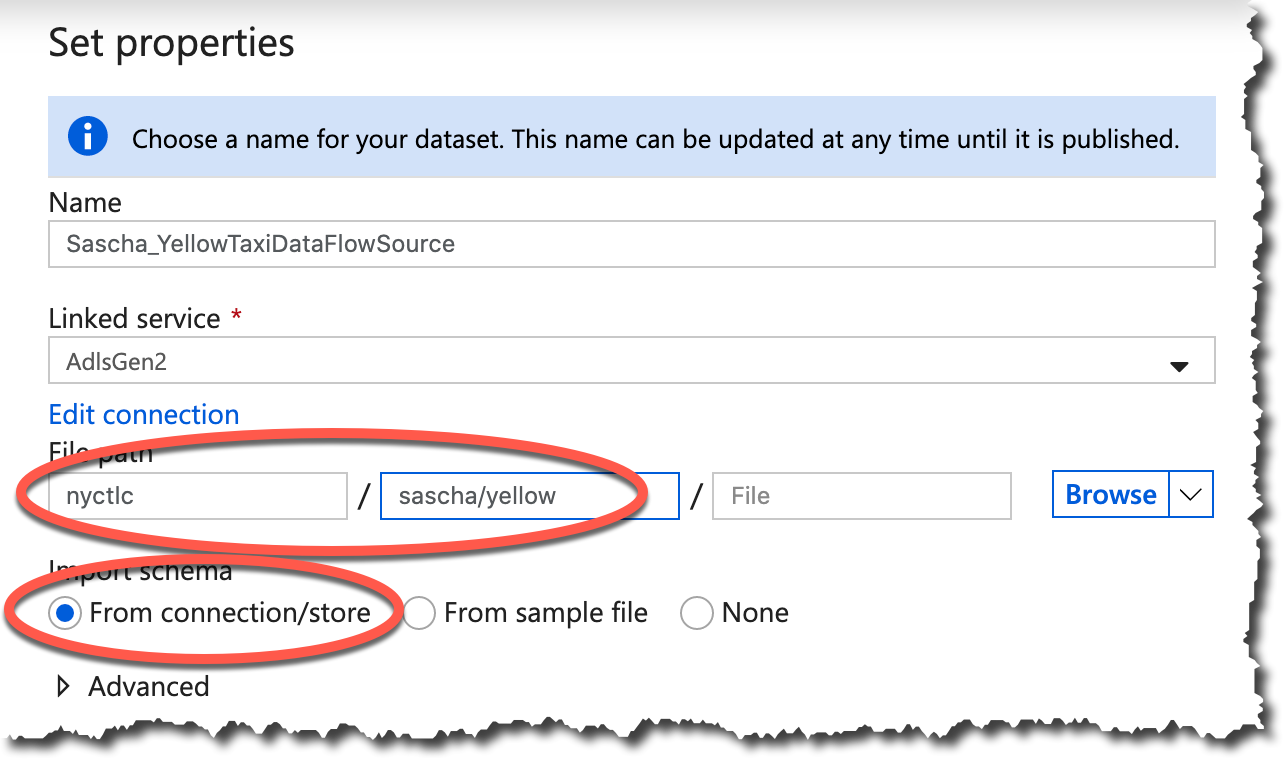 Set properties
Choose a name for your dataset. This name can be updated at any time until it is published.
Name
Sascha_YellowTaxiDataFlowSource
Linked service *
AdlsGen2
Edit connection
File path
nyctlc / sascha/yellow / File Browse
Import schema
From connection/store From sample file None
Advanced